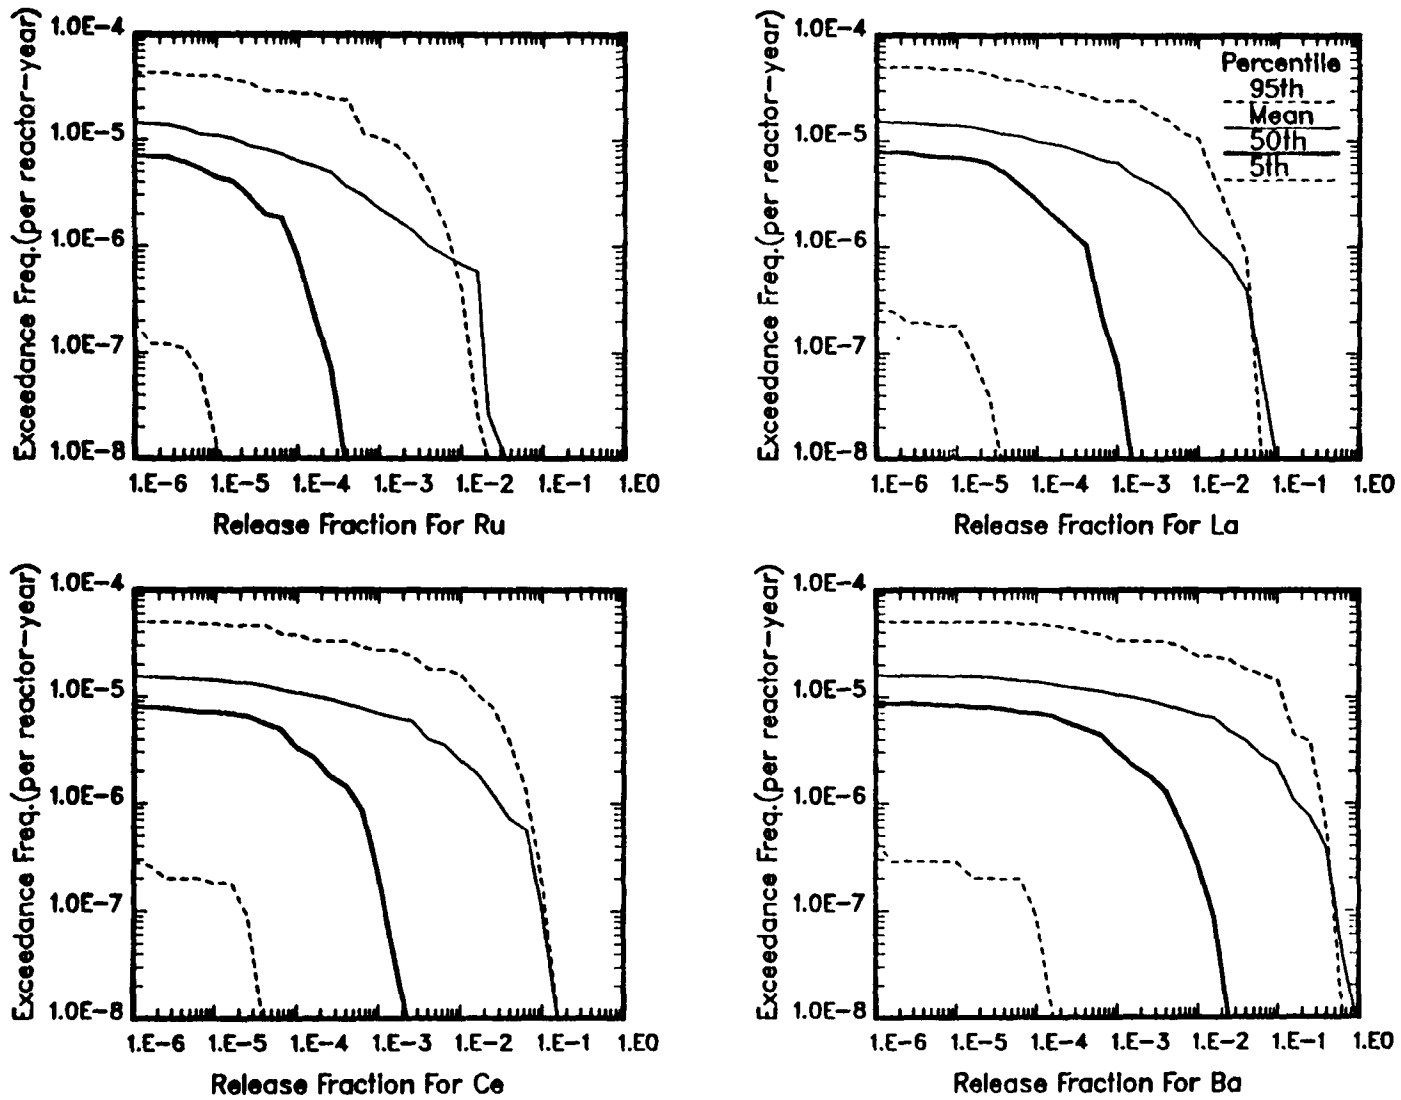 Exceedance Freq.(per reactor-year)
1.0E-4
1.0E-5
1.0E-6
1.0E-7
1.0E-8
1.E-6 1.E-5 1.E-4 1.E-3 1.E-2 1.E-1 1.E0
Release Fraction For Ru
Exceedance Freq.(per reactor-year)
1.0E-4
1.0E-5
1.0E-6
1.0E-7
1.0E-8
Percentile
95th
Mean
50th
5th
1.E-6 1.E-5 1.E-4 1.E-3 1.E-2 1.E-1 1.E0
Release Fraction For La
Exceedance Freq.(per reactor-year)
1.0E-4
1.0E-5
1.0E-6
1.0E-7
1.0E-8
1.E-6 1.E-5 1.E-4 1.E-3 1.E-2 1.E-1 1.E0
Release Fraction For Ce
Exceedance Freq.(per reactor-year)
1.0E-4
1.0E-5
1.0E-6
1.0E-7
1.0E-8
1.E-6 1.E-5 1.E-4 1.E-3 1.E-2 1.E-1 1.E0
Release Fraction For Ba